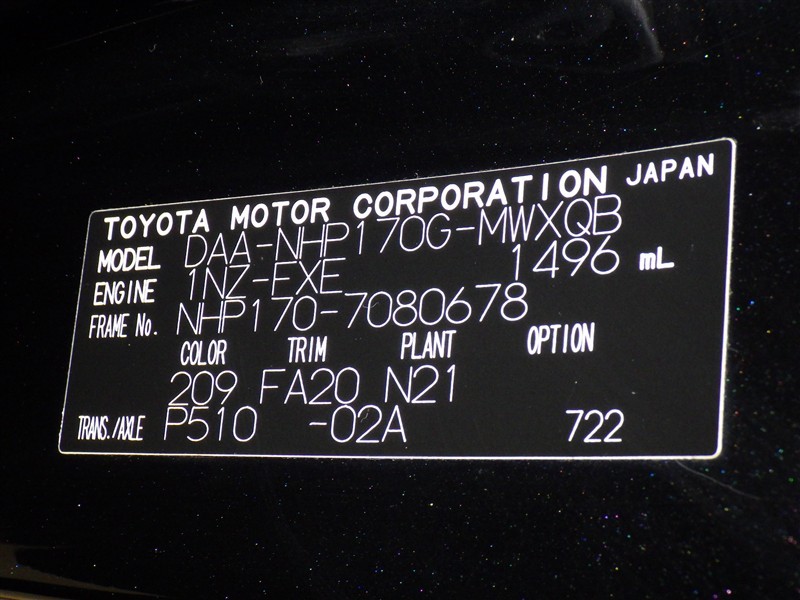 TOYOTA MOTOR CORPORATION JAPAN
MODEL DAA-NHP170G-MWXQB
ENGINE 1NZ-FXE 1496 mL
FRAME No. NHP170-7080678
COLOR TRIM PLANT OPTION
209 FA20 N21
TRANS./AXLE P510 -02A 722